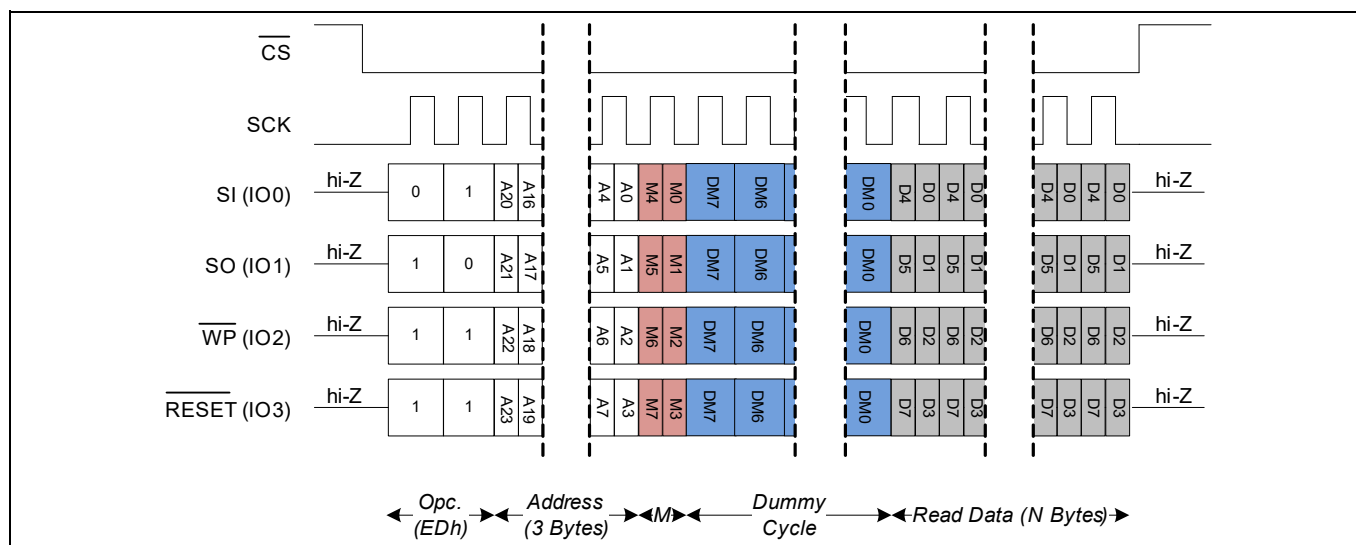 CS
SCK
SI (IO0) hi-Z 0 1 A20 A16 A4 A0 M4 M0 DM7 DM6 DM0 D4 D0 D4 D0 D4 D0 D4 D0 hi-Z
SO (IO1) hi-Z 1 0 A21 A17 A5 A1 M5 M1 DM7 DM6 DM0 D5 D1 D5 D1 D5 D1 D5 D1 hi-Z
WP (IO2) hi-Z 1 1 A22 A18 A6 A2 M6 M2 DM7 DM6 DM0 D6 D2 D6 D2 D6 D2 D6 D2 hi-Z
RESET (IO3) hi-Z 1 1 A23 A19 A7 A3 M7 M3 DM7 DM6 DM0 D7 D3 D7 D3 D7 D3 D7 D3 hi-Z
Opc. Address M Dummy Read Data (N Bytes)
(EDh) (3 Bytes) Cycle